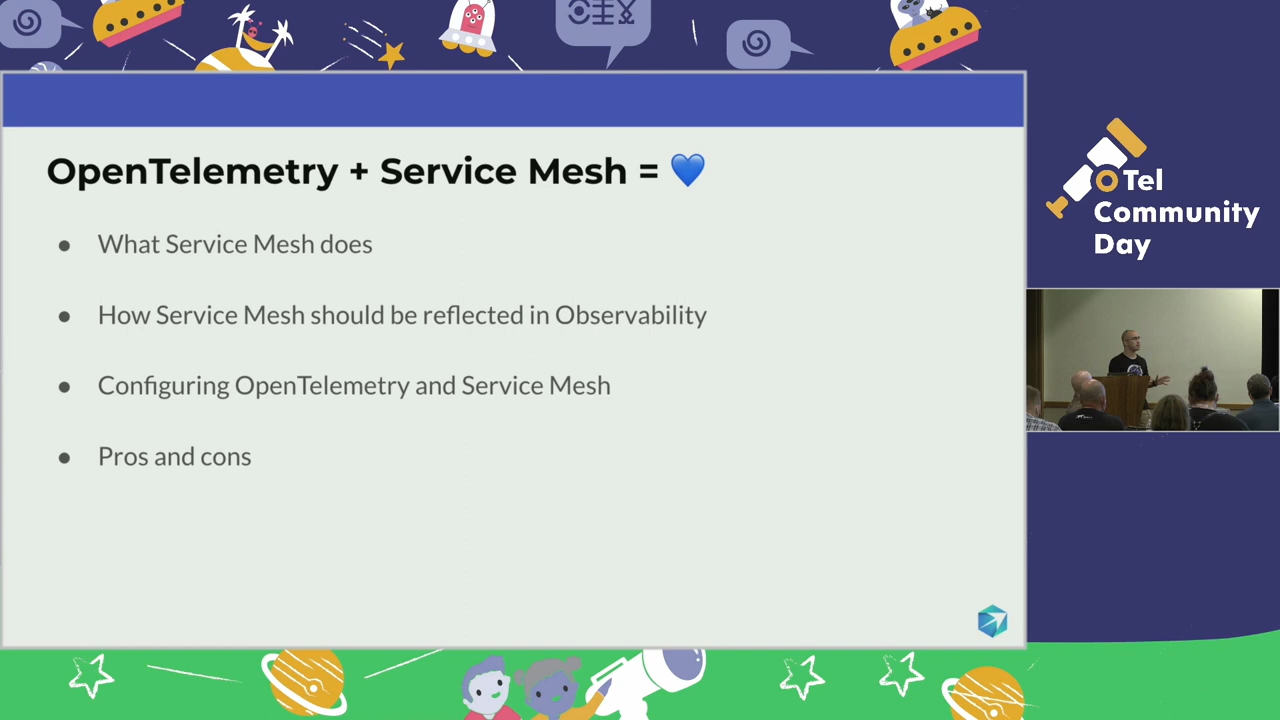 OpenTelemetry + Service Mesh = 💙
● What Service Mesh does
● How Service Mesh should be reflected in Observability
● Configuring OpenTelemetry and Service Mesh
● Pros and cons
OTel
Community
Day